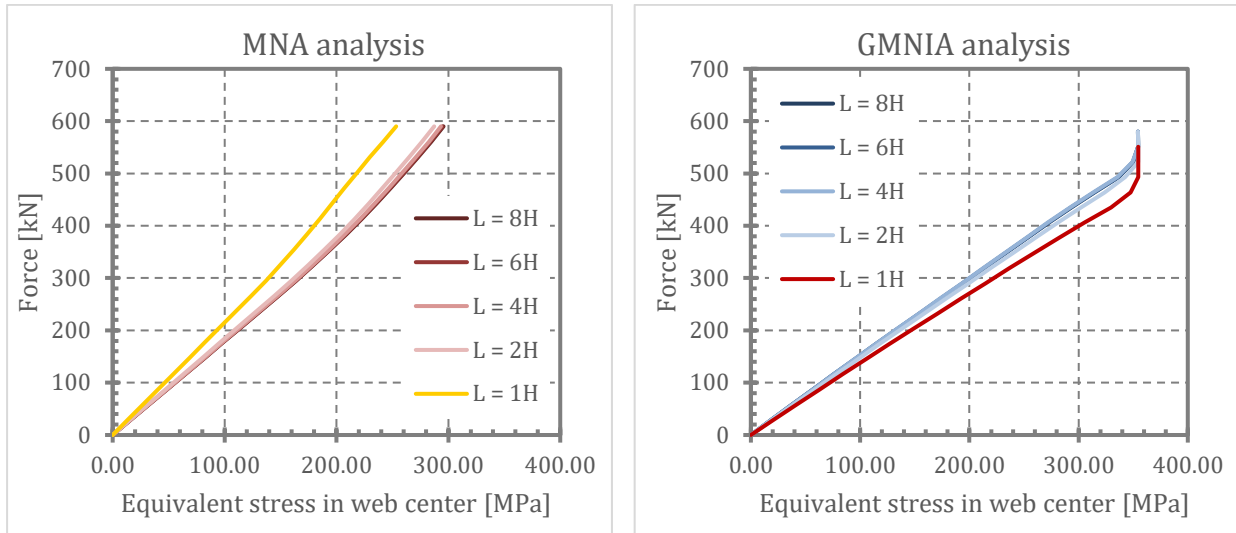 MNA analysis
700
600
500
400
300
200
100
0
Force [kN]
L = 8H
L = 6H
L = 4H
L = 2H
L = 1H
0.00 100.00 200.00 300.00 400.00
Equivalent stress in web center [MPa]
GMNIA analysis
700
600
500
400
300
200
100
0
Force [kN]
L = 8H
L = 6H
L = 4H
L = 2H
L = 1H
0.00 100.00 200.00 300.00 400.00
Equivalent stress in web center [MPa]